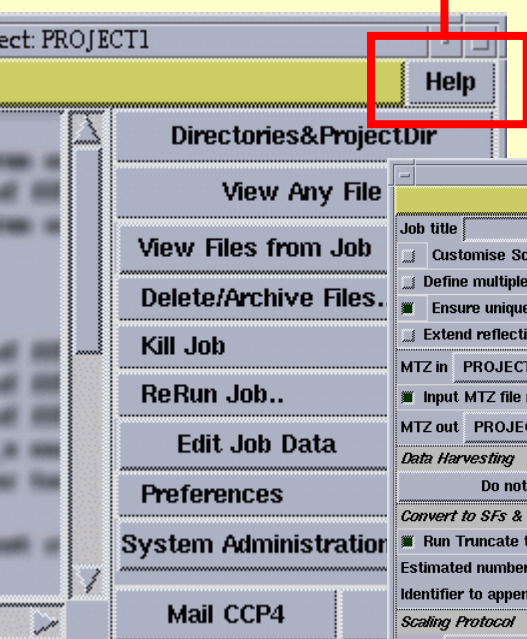 ect: PROJECT1
Help
Directories&ProjectDir
View Any File
View Files from Job
Delete/Archive Files..
Kill Job
ReRun Job..
Edit Job Data
Preferences
System Administration
Mail CCP4
Job title
Customise Sc
Define multiple
Ensure unique
Extend reflecti
MTZ in PROJECT
Input MTZ file
MTZ out PROJE
Data Harvesting
Do not
Convert to SFs &
Run Truncate t
Estimated number
Identifier to appen
Scaling Protocol